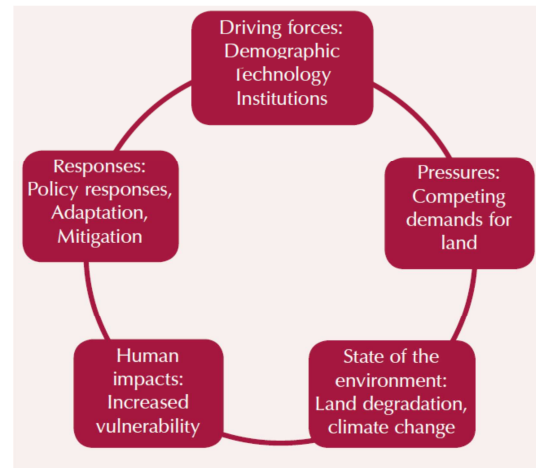 Driving forces:
Demographic
Technology
Institutions
Pressures:
Competing
demands for
land
State of the
environment:
Land degradation,
climate change
Human
impacts:
Increased
vulnerability
Responses:
Policy responses,
Adaptation,
Mitigation